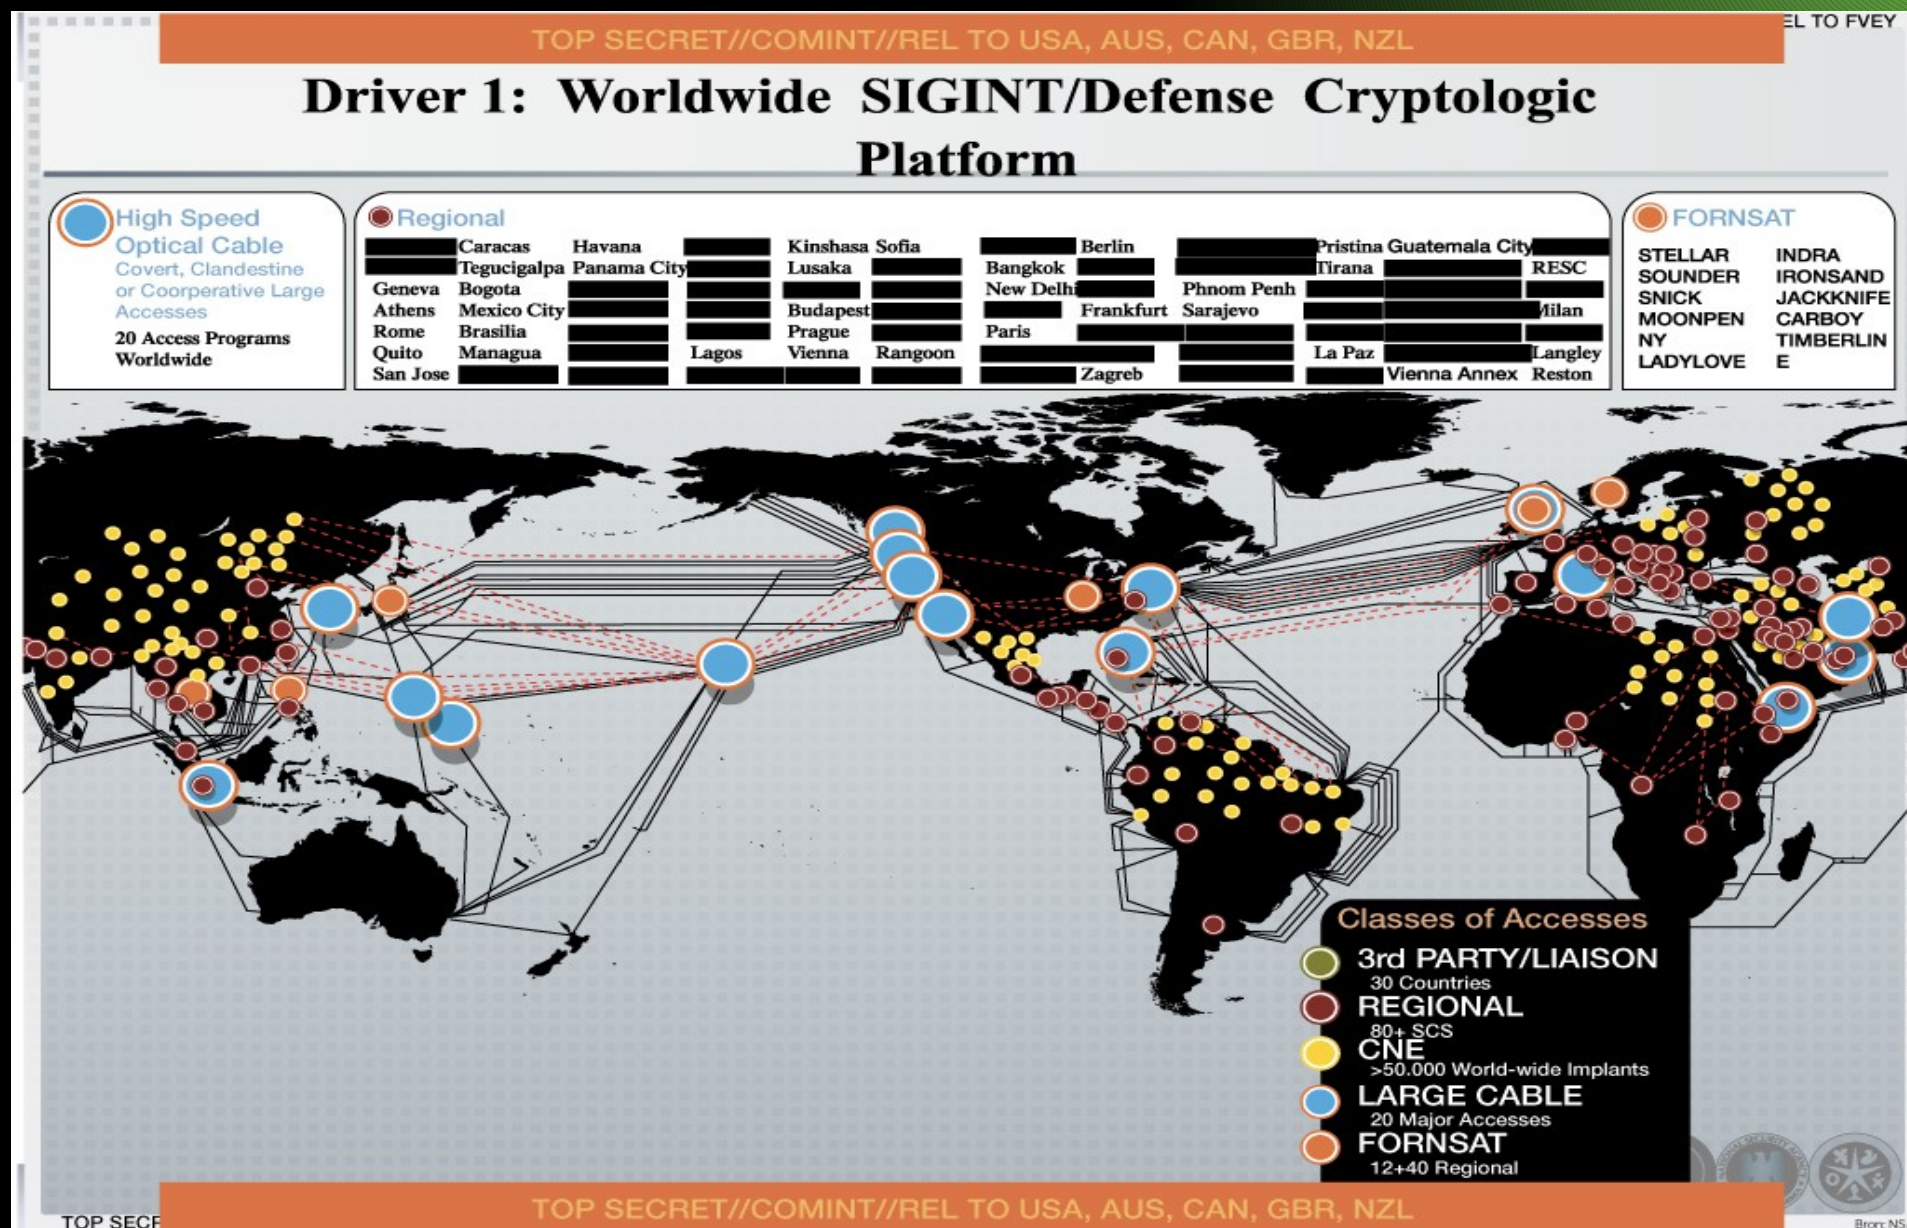 EL TO FVEY
TOP SECRET//COMINT//REL TO USA, AUS, CAN, GBR, NZL
Driver 1: Worldwide SIGINT/Defense Cryptologic
Platform
High Speed
Optical Cable
Covert, Clandestine
or Coorperative Large
Accesses
20 Access Programs
Worldwide
Regional
Caracas Havana Kinshasa Sofia Berlin Pristina Guatemala City
Tegucigalpa Panama City Lusaka Bangkok Tirana RESC
Geneva Bogota New Delhi Phnom Penh
Athens Mexico City Budapest Frankfurt Sarajevo Milan
Rome Brasilia Prague Paris
Quito Managua Lagos Vienna Rangoon La Paz Langley
San Jose Zagreb Vienna Annex Reston
FORNSAT
STELLAR INDRA
SOUNDER IRONSAND
SNICK JACKKNIFE
MOONPEN CARBOY
NY TIMBERLIN
LADYLOVE E
Classes of Accesses
3rd PARTY/LIAISON
30 Countries
REGIONAL
80+ SCS
CNE
>50.000 World-wide Implants
LARGE CABLE
20 Major Accesses
FORNSAT
12+40 Regional
TOP SECRET//COMINT//REL TO USA, AUS, CAN, GBR, NZL
TOP SECR
Bron: NS